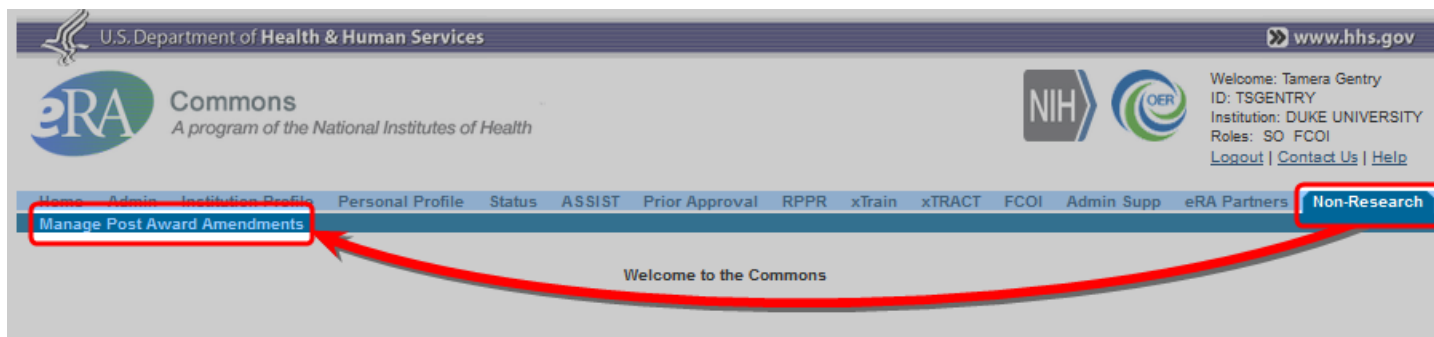 U.S. Department of Health & Human Services
www.hhs.gov
eRA
Commons
A program of the National Institutes of Health
NIH
OER
Welcome: Tamera Gentry
ID: TSGENTRY
Institution: DUKE UNIVERSITY
Roles: SO FCOI
Logout | Contact Us | Help
Home Admin Institution Profile Personal Profile Status ASSIST Prior Approval RPPR xTrain xTRACT FCOI Admin Supp eRA Partners Non-Research
Manage Post Award Amendments
Welcome to the Commons